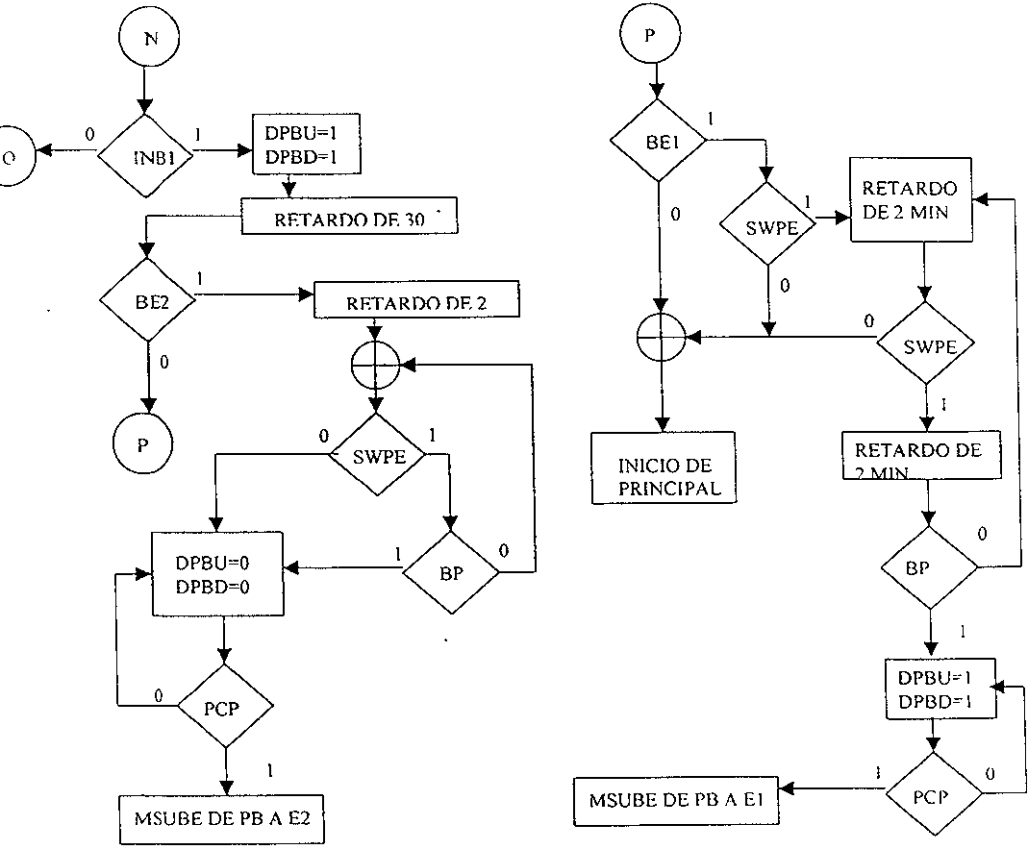 N
INB1
0
1
O
DPBU=1
DPBD=1
RETARDO DE 30
BE2
1
0
P
RETARDO DE 2
SWPE
0
1
BP
1
0
DPBU=0
DPBD=0
PCP
0
1
MSUBE DE PB A E2
P
BE1
1
0
SWPE
1
0
RETARDO
DE 2 MIN
SWPE
0
1
INICIO DE
PRINCIPAL
RETARDO DE
2 MIN
BP
0
1
DPBU=1
DPBD=1
PCP
1
0
MSUBE DE PB A E1